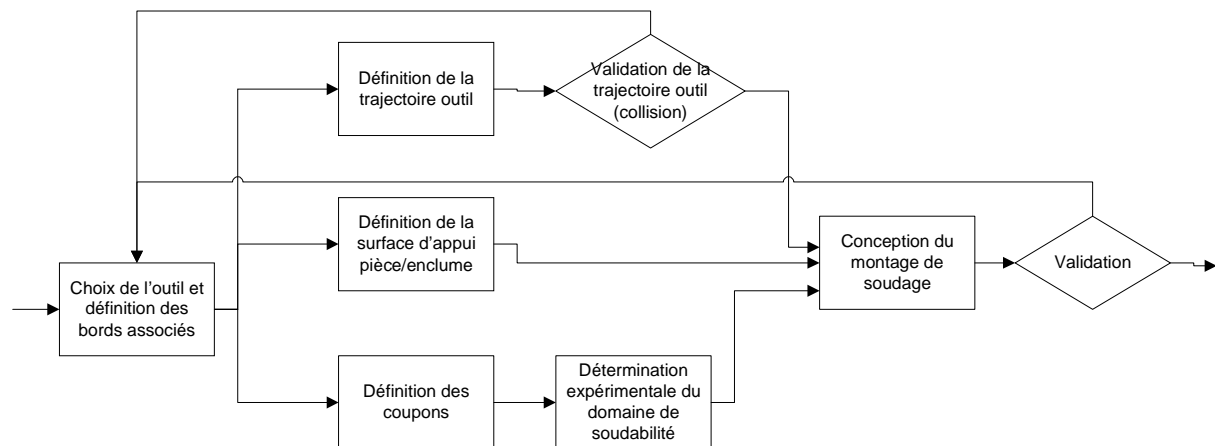 Définition de la
trajectoire outil
Validation de la
trajectoire outil
(collision)
Définition de la
surface d'appui
pièce/enclume
Conception du
montage de
soudage
Validation
Choix de l'outil et
définition des
bords associés
Définition des
coupons
Détermination
expérimentale du
domaine de
soudabilité